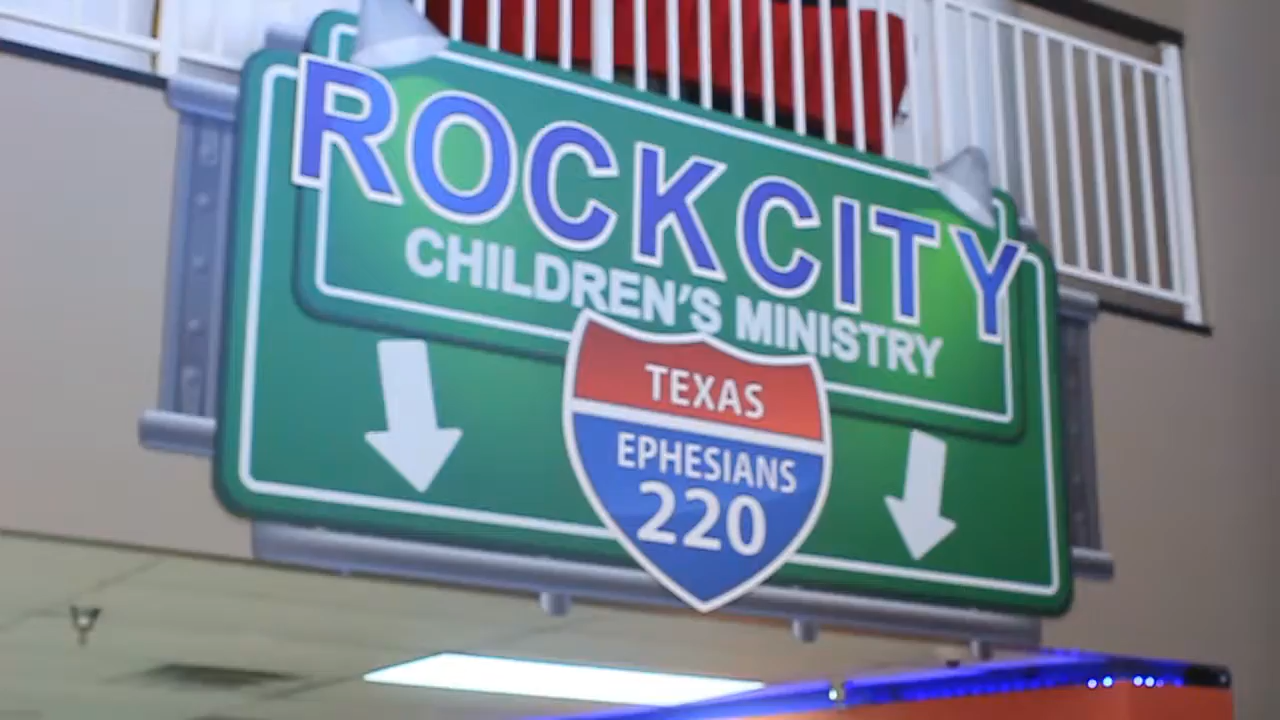 ROCKCITY
CHILDREN'S MINISTRY
TEXAS
EPHESIANS
220